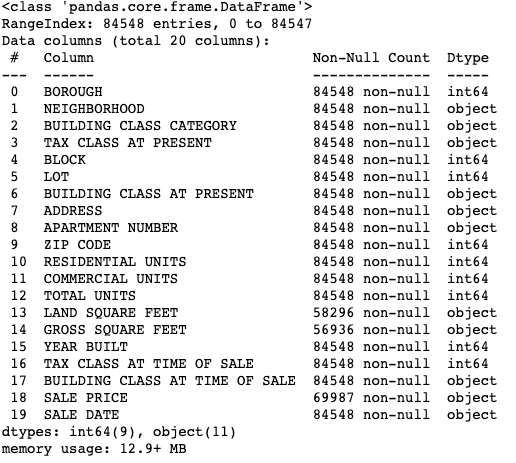 <class 'pandas.core.frame.DataFrame'>
RangeIndex: 84548 entries, 0 to 84547
Data columns (total 20 columns):
 #   Column                          Non-Null Count  Dtype
---  ------                          --------------  -----
 0   BOROUGH                         84548 non-null  int64
 1   NEIGHBORHOOD                    84548 non-null  object
 2   BUILDING CLASS CATEGORY         84548 non-null  object
 3   TAX CLASS AT PRESENT            84548 non-null  object
 4   BLOCK                           84548 non-null  int64
 5   LOT                             84548 non-null  int64
 6   BUILDING CLASS AT PRESENT       84548 non-null  object
 7   ADDRESS                         84548 non-null  object
 8   APARTMENT NUMBER                84548 non-null  object
 9   ZIP CODE                        84548 non-null  int64
 10  RESIDENTIAL UNITS               84548 non-null  int64
 11  COMMERCIAL UNITS                84548 non-null  int64
 12  TOTAL UNITS                     84548 non-null  int64
 13  LAND SQUARE FEET                58296 non-null  object
 14  GROSS SQUARE FEET               56936 non-null  object
 15  YEAR BUILT                      84548 non-null  int64
 16  TAX CLASS AT TIME OF SALE       84548 non-null  int64
 17  BUILDING CLASS AT TIME OF SALE  84548 non-null  object
 18  SALE PRICE                      69987 non-null  object
 19  SALE DATE                       84548 non-null  object
dtypes: int64(9), object(11)
memory usage: 12.9+ MB